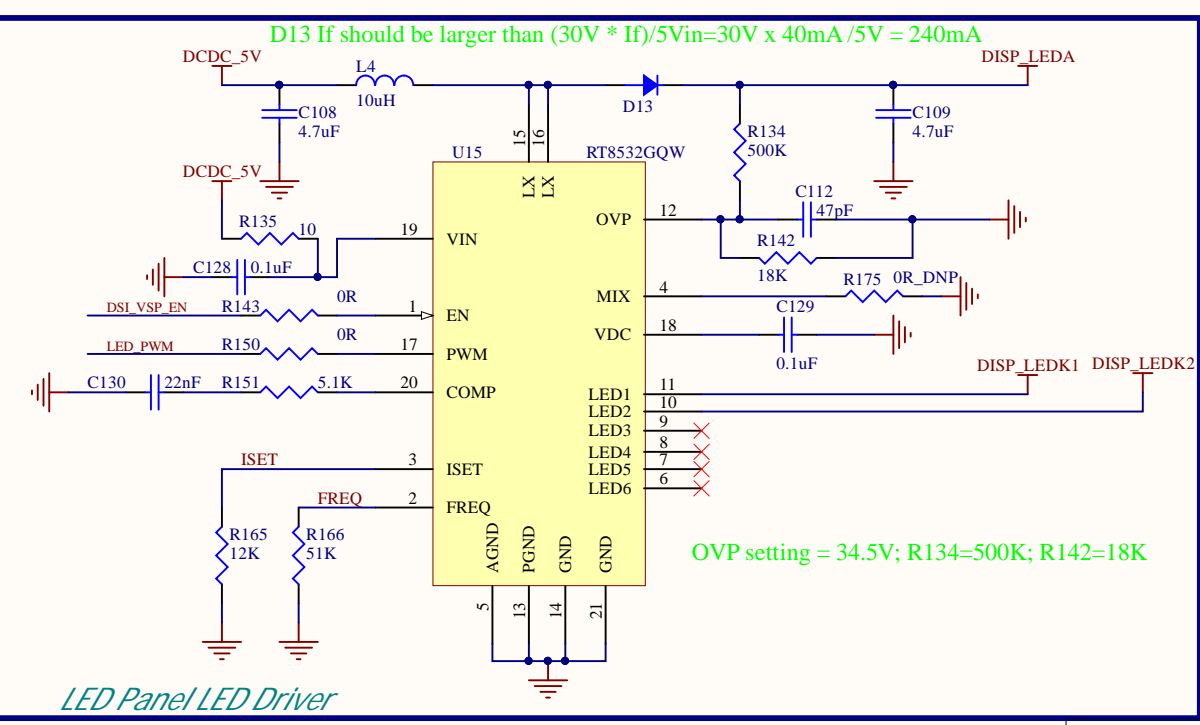 D13 If should be larger than (30V * If)/5Vin=30V x 40mA /5V = 240mA
DCDC_5V
L4
10uH
DISP_LEDA
D13
C108
4.7uF
C109
4.7uF
R134
500K
15
16
U15
RT8532GQW
LX
LX
DCDC_5V
R135
10
19
VIN
OVP
12
C112
47pF
R142
18K
C128
0.1uF
DSI_VSP_EN
R143
0R
1
EN
MIX
4
R175
0R_DNP
LED_PWM
R150
0R
17
PWM
VDC
18
C129
0.1uF
C130
22nF
R151
5.1K
20
COMP
DISP_LEDK1
DISP_LEDK2
LED1
11
LED2
10
LED3
9
LED4
8
LED5
7
LED6
6
ISET
3
ISET
FREQ
2
FREQ
R165
12K
R166
51K
AGND
PGND
GND
GND
5
13
14
21
OVP setting = 34.5V; R134=500K; R142=18K
LED Panel LED Driver